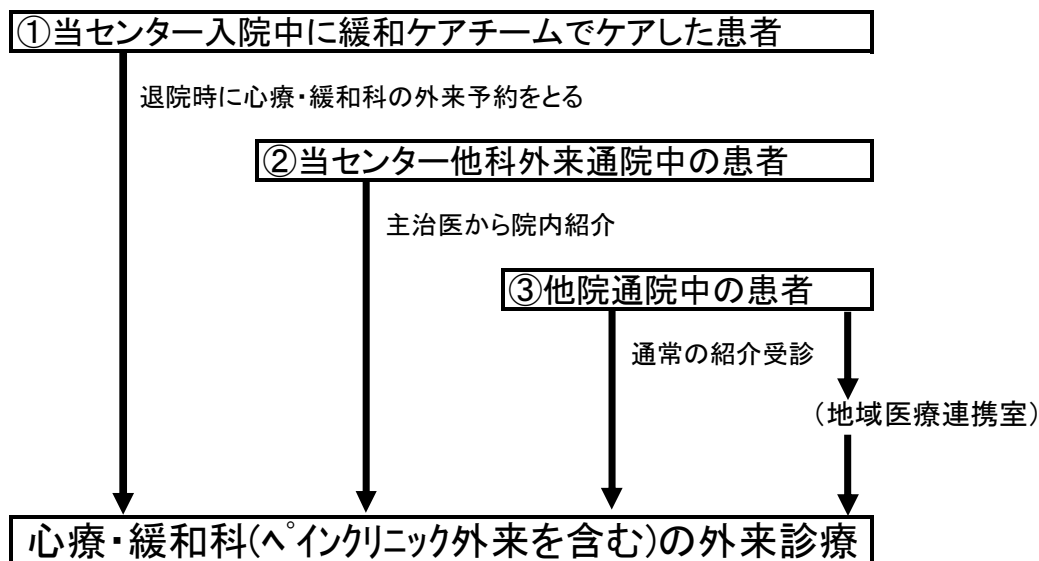 ①当センター入院中に緩和ケアチームでケアした患者
退院時に心療・緩和科の外来予約をとる
②当センター他科外来通院中の患者
主治医から院内紹介
③他院通院中の患者
通常の紹介受診
(地域医療連携室)
心療・緩和科(ﾍﾟｲﾝｸﾘﾆｯｸ外来を含む)の外来診療